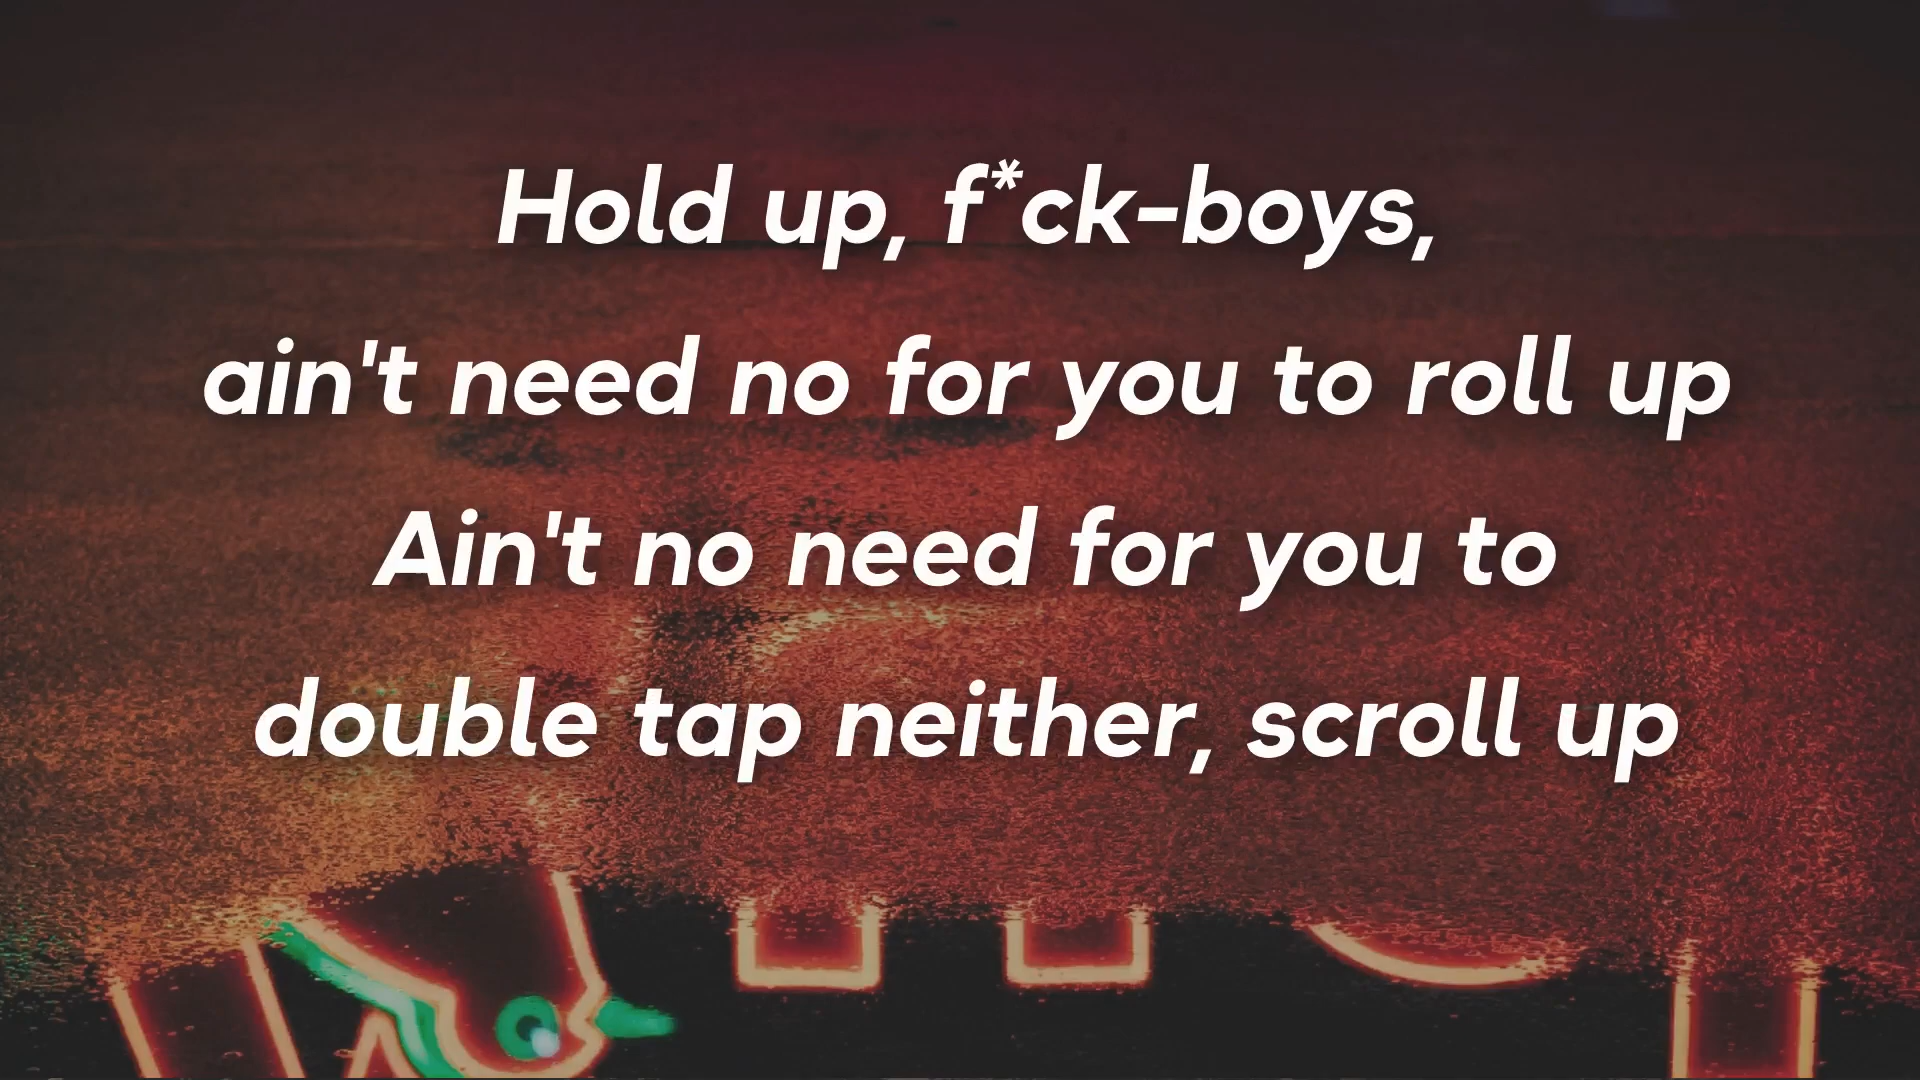 Hold up, f*ck-boys,
ain't need no for you to roll up
Ain't no need for you to
double tap neither, scroll up